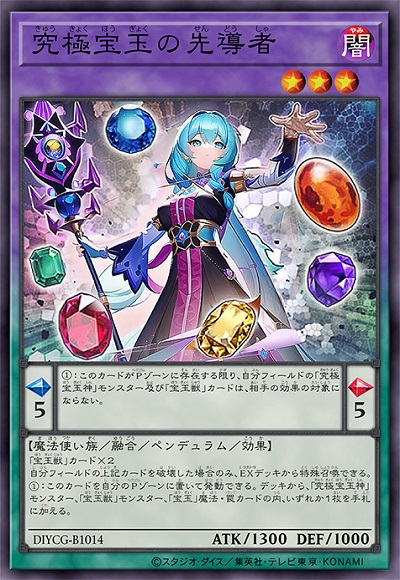 究極宝玉の先導者
闇
①：このカードがPゾーンに存在する限り、自分フィールドの「究極
宝玉神」モンスター及び「宝玉獣」カードは、相手の効果の対象に
ならない。
5
5
【魔法使い族／融合／ペンデュラム／効果】
「宝玉獣」カード×２
自分フィールドの上記カードを破壊した場合のみ、EXデッキから特殊召喚できる。
①：このカードを自分のPゾーンに置いて発動できる。デッキから、「究極宝玉神」
モンスター、「宝玉獣」モンスター、「宝玉」魔法・罠カードの内、いずれか１枚を手札
に加える。
DIYCG-B1014 ATK/1300 DEF/1000
©スタジオ・ダイス／集英社・テレビ東京・KONAMI